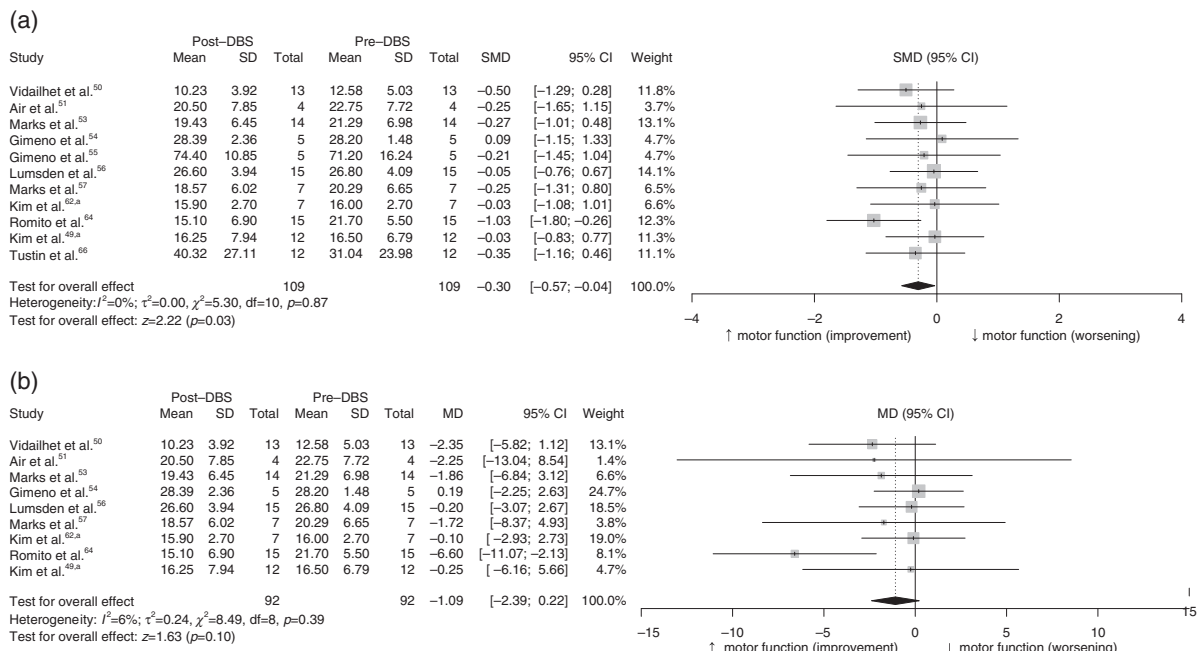 (a)
Post–DBS Pre–DBS
Study Mean SD Total Mean SD Total SMD 95% CI Weight SMD (95% CI)
Vidailhet et al.50 10.23 3.92 13 12.58 5.03 13 −0.50 [−1.29; 0.28] 11.8%
Air et al.51 20.50 7.85 4 22.75 7.72 4 −0.25 [−1.65; 1.15] 3.7%
Marks et al.53 19.43 6.45 14 21.29 6.98 14 −0.27 [−1.01; 0.48] 13.1%
Gimeno et al.54 28.39 2.36 5 28.20 1.48 5 0.09 [−1.15; 1.33] 4.7%
Gimeno et al.55 74.40 10.85 5 71.20 16.24 5 −0.21 [−1.45; 1.04] 4.7%
Lumsden et al.56 26.60 3.94 15 26.80 4.09 15 −0.05 [−0.76; 0.67] 14.1%
Marks et al.57 18.57 6.02 7 20.29 6.65 7 −0.25 [−1.31; 0.80] 6.5%
Kim et al.62,a 15.90 2.70 7 16.00 2.70 7 −0.03 [−1.08; 1.01] 6.6%
Romito et al.64 15.10 6.90 15 21.70 5.50 15 −1.03 [−1.80; −0.26] 12.3%
Kim et al.49,a 16.25 7.94 12 16.50 6.79 12 −0.03 [−0.83; 0.77] 11.3%
Tustin et al.66 40.32 27.11 12 31.04 23.98 12 −0.35 [−1.16; 0.46] 11.1%
Test for overall effect 109 109 −0.30 [−0.57; −0.04] 100.0%
Heterogeneity:I²=0%; τ²=0.00, χ²=5.30, df=10, p=0.87
Test for overall effect: z=2.22 (p=0.03)
−4 −2 0 2 4
↑ motor function (improvement) ↓ motor function (worsening)
(b)
Post–DBS Pre–DBS
Study Mean SD Total Mean SD Total MD 95% CI Weight MD (95% CI)
Vidailhet et al.50 10.23 3.92 13 12.58 5.03 13 −2.35 [−5.82; 1.12] 13.1%
Air et al.51 20.50 7.85 4 22.75 7.72 4 −2.25 [−13.04; 8.54] 1.4%
Marks et al.53 19.43 6.45 14 21.29 6.98 14 −1.86 [−6.84; 3.12] 6.6%
Gimeno et al.54 28.39 2.36 5 28.20 1.48 5 0.19 [−2.25; 2.63] 24.7%
Lumsden et al.56 26.60 3.94 15 26.80 4.09 15 −0.20 [−3.07; 2.67] 18.5%
Marks et al.57 18.57 6.02 7 20.29 6.65 7 −1.72 [−8.37; 4.93] 3.8%
Kim et al.62,a 15.90 2.70 7 16.00 2.70 7 −0.10 [ −2.93; 2.73] 19.0%
Romito et al.64 15.10 6.90 15 21.70 5.50 15 −6.60 [−11.07; −2.13] 8.1%
Kim et al.49,a 16.25 7.94 12 16.50 6.79 12 −0.25 [ −6.16; 5.66] 4.7%
Test for overall effect 92 92 −1.09 [−2.39; 0.22] 100.0%
Heterogeneity: I²=6%; τ²=0.24, χ²=8.49, df=8, p=0.39
Test for overall effect: z=1.63 (p=0.10)
−15 −10 −5 0 5 10 15
↑ motor function (improvement) motor function (worsening)